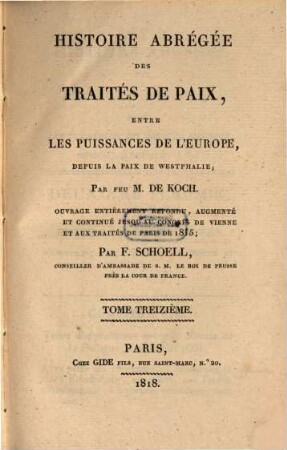 HISTOIRE ABRÉGÉE
DES
TRAITÉS DE PAIX,
ENTRE
LES PUISSANCES DE L'EUROPE,
DEPUIS LA PAIX DE WESTPHALIE;
PAR FEU M. DE KOCH.
OUVRAGE ENTIÈREMENT REFONDU, AUGMENTÉ
ET CONTINUÉ JUSQU'AU CONGRÈS DE VIENNE
ET AUX TRAITÉS DE PARIS DE 1815;
PAR F. SCHOELL,
CONSEILLER D'AMBASSADE DE S. M. LE ROI DE PRUSSE
PRÈS LA COUR DE FRANCE.
TOME TREIZIÈME.
PARIS,
CHEZ GIDE FILS, RUE SAINT-MARC, N.° 20.
1818.